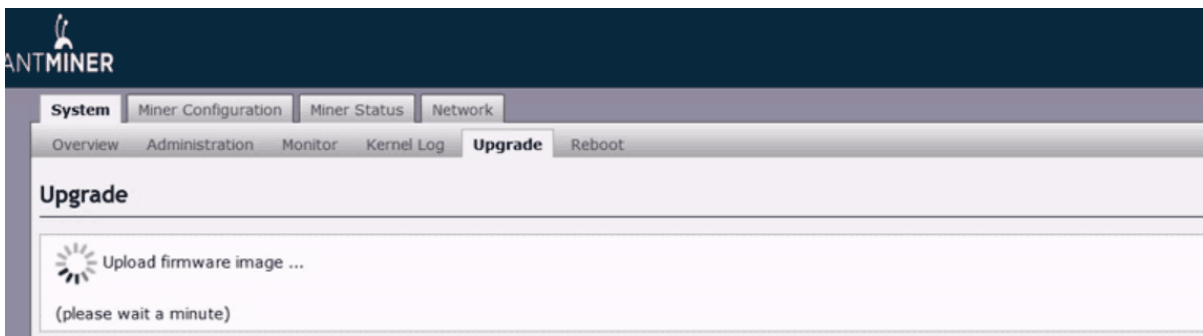 ANTMINER
System Miner Configuration Miner Status Network
Overview Administration Monitor Kernel Log Upgrade Reboot
Upgrade
Upload firmware image ...
(please wait a minute)